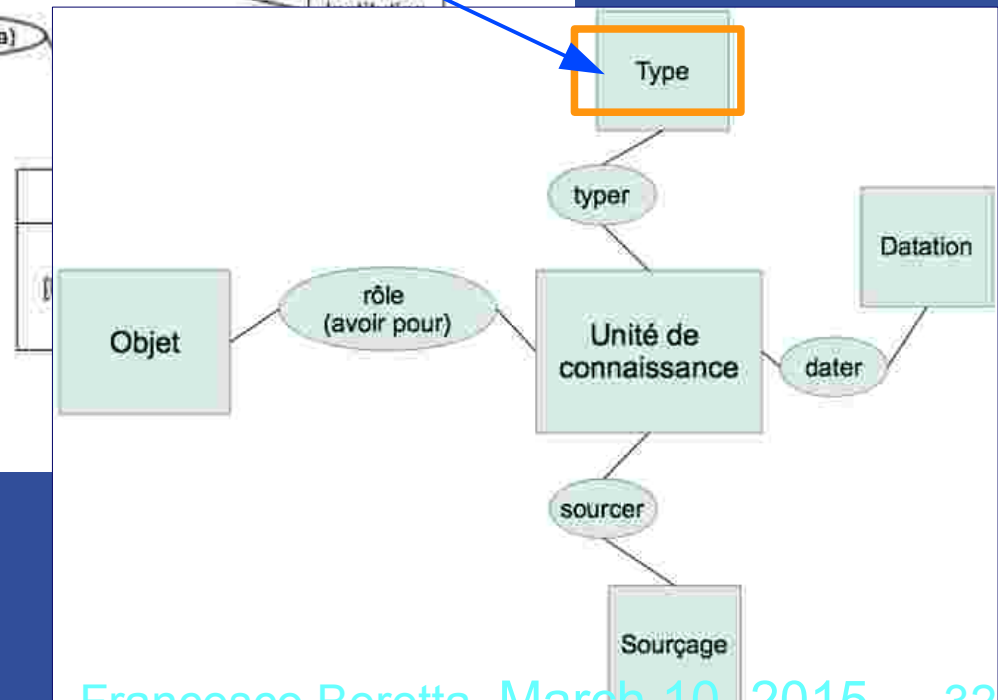 Type
typer
Datation
rôle
(avoir pour)
Objet
Unité de
connaissance
dater
sourcer
Sourçage
March 10, 2015